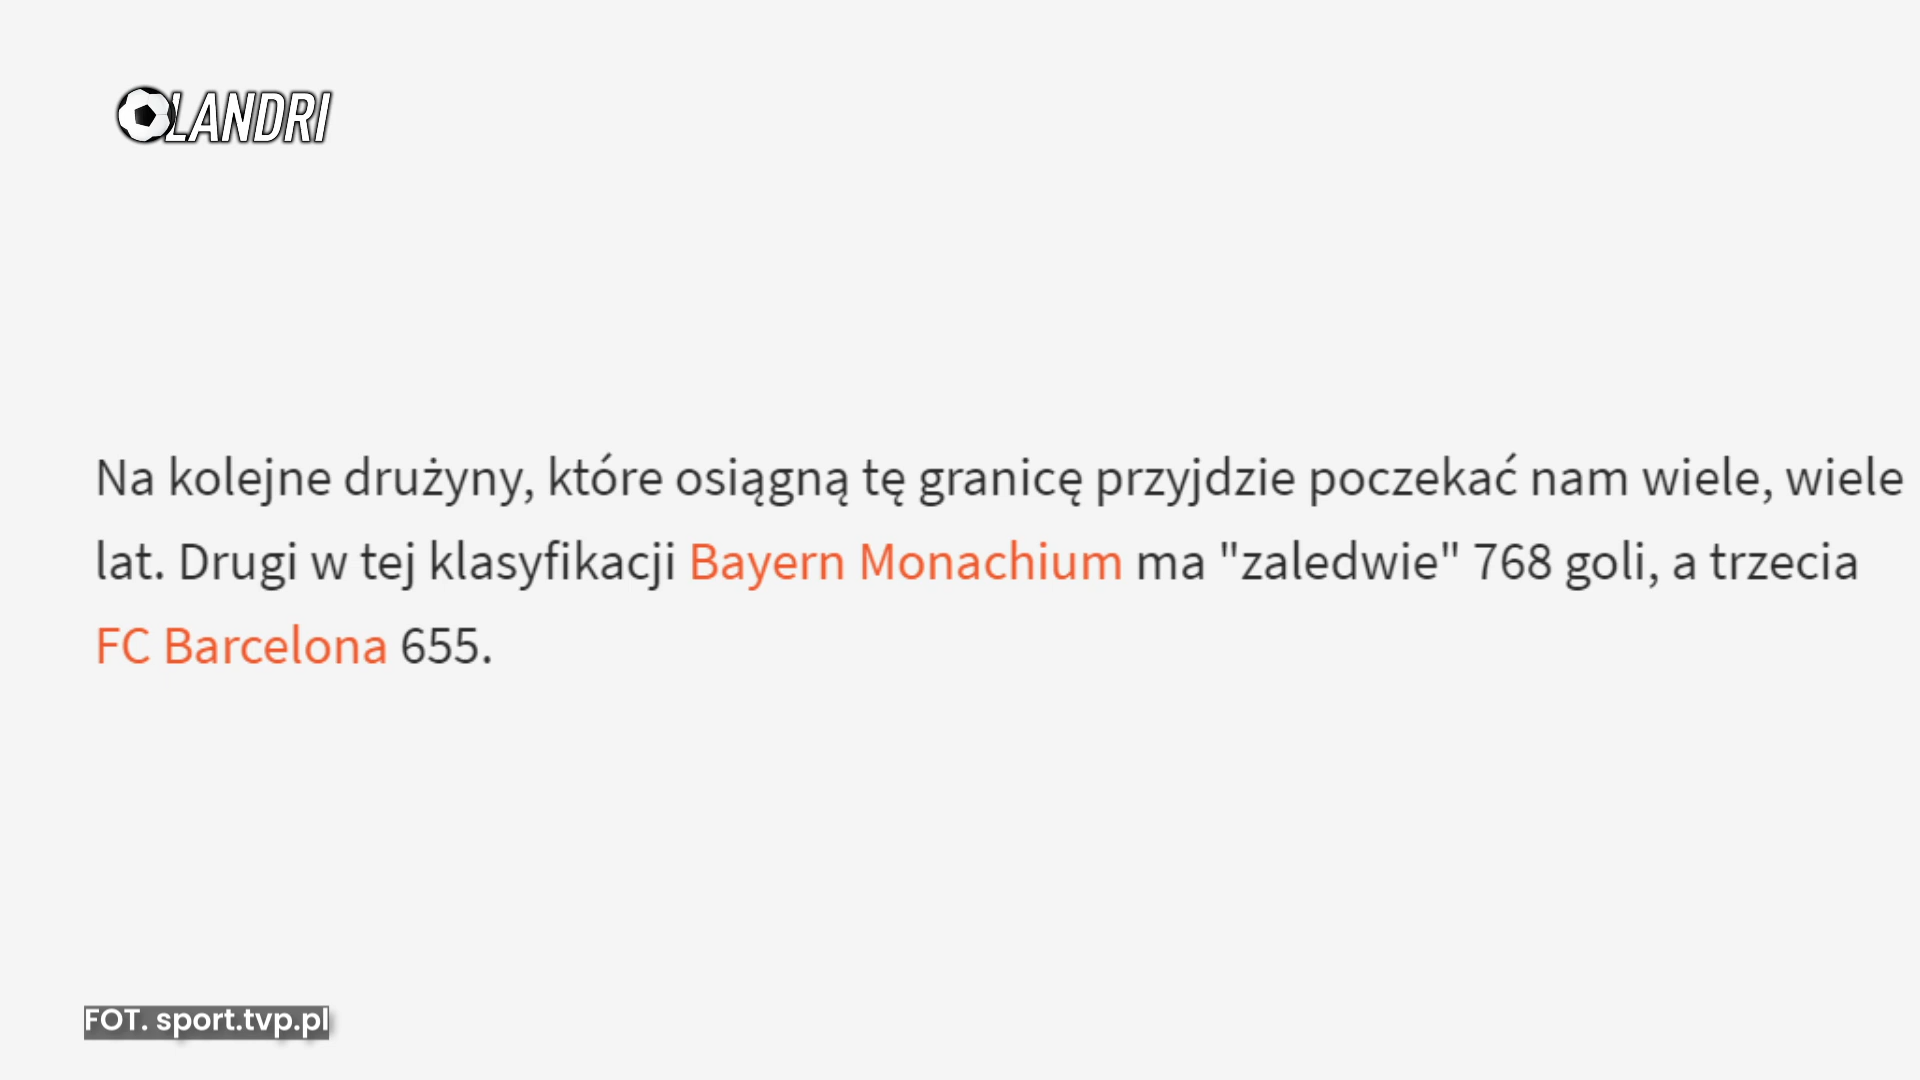 OLANDRI
Na kolejne drużyny, które osiągną tę granicę przyjdzie poczekać nam wiele, wiele
lat. Drugi w tej klasyfikacji Bayern Monachium ma "zaledwie" 768 goli, a trzecia
FC Barcelona 655.
FOT. sport.tvp.pl